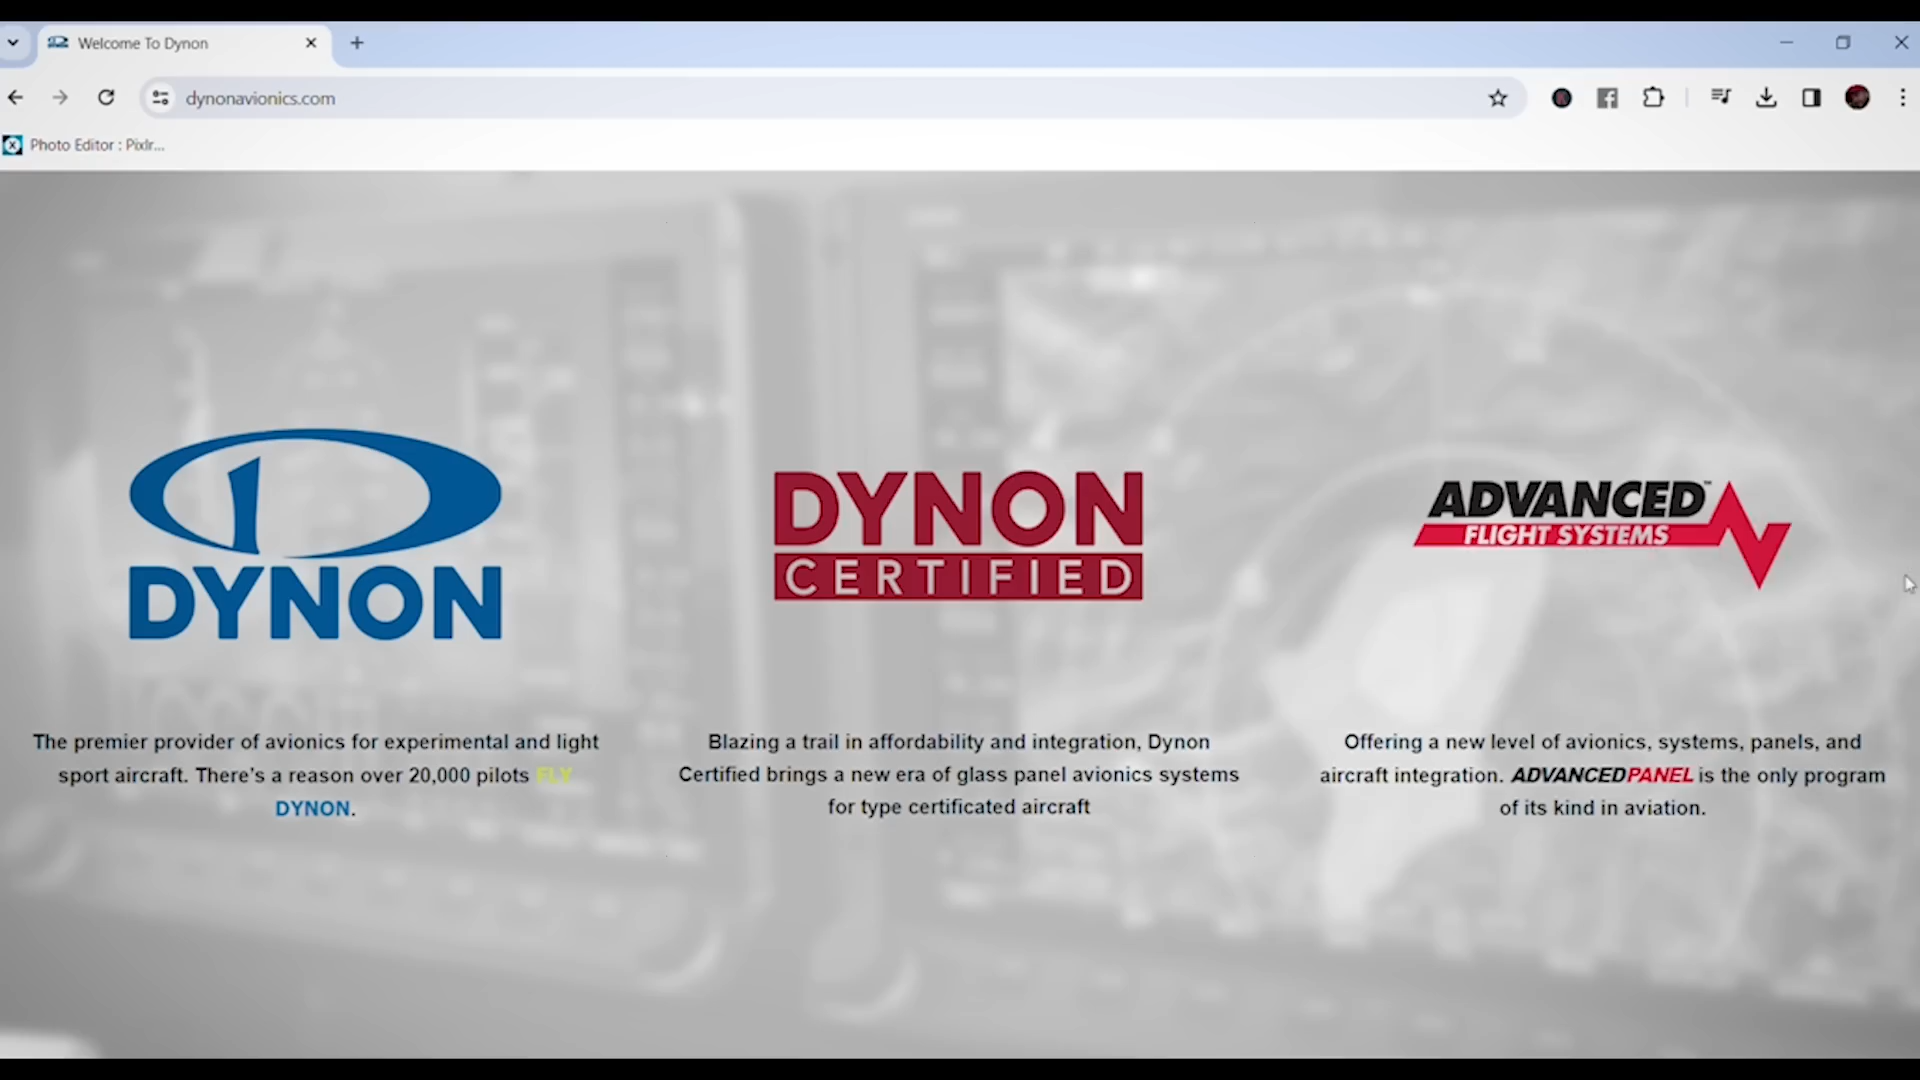 Welcome To Dynon
dynonavionics.com
Photo Editor : Pixlr...
DYNON
DYNON
CERTIFIED
ADVANCED™
FLIGHT SYSTEMS
The premier provider of avionics for experimental and light
sport aircraft. There's a reason over 20,000 pilots FLY
DYNON.
Blazing a trail in affordability and integration, Dynon
Certified brings a new era of glass panel avionics systems
for type certificated aircraft
Offering a new level of avionics, systems, panels, and
aircraft integration. ADVANCEDPANEL is the only program
of its kind in aviation.